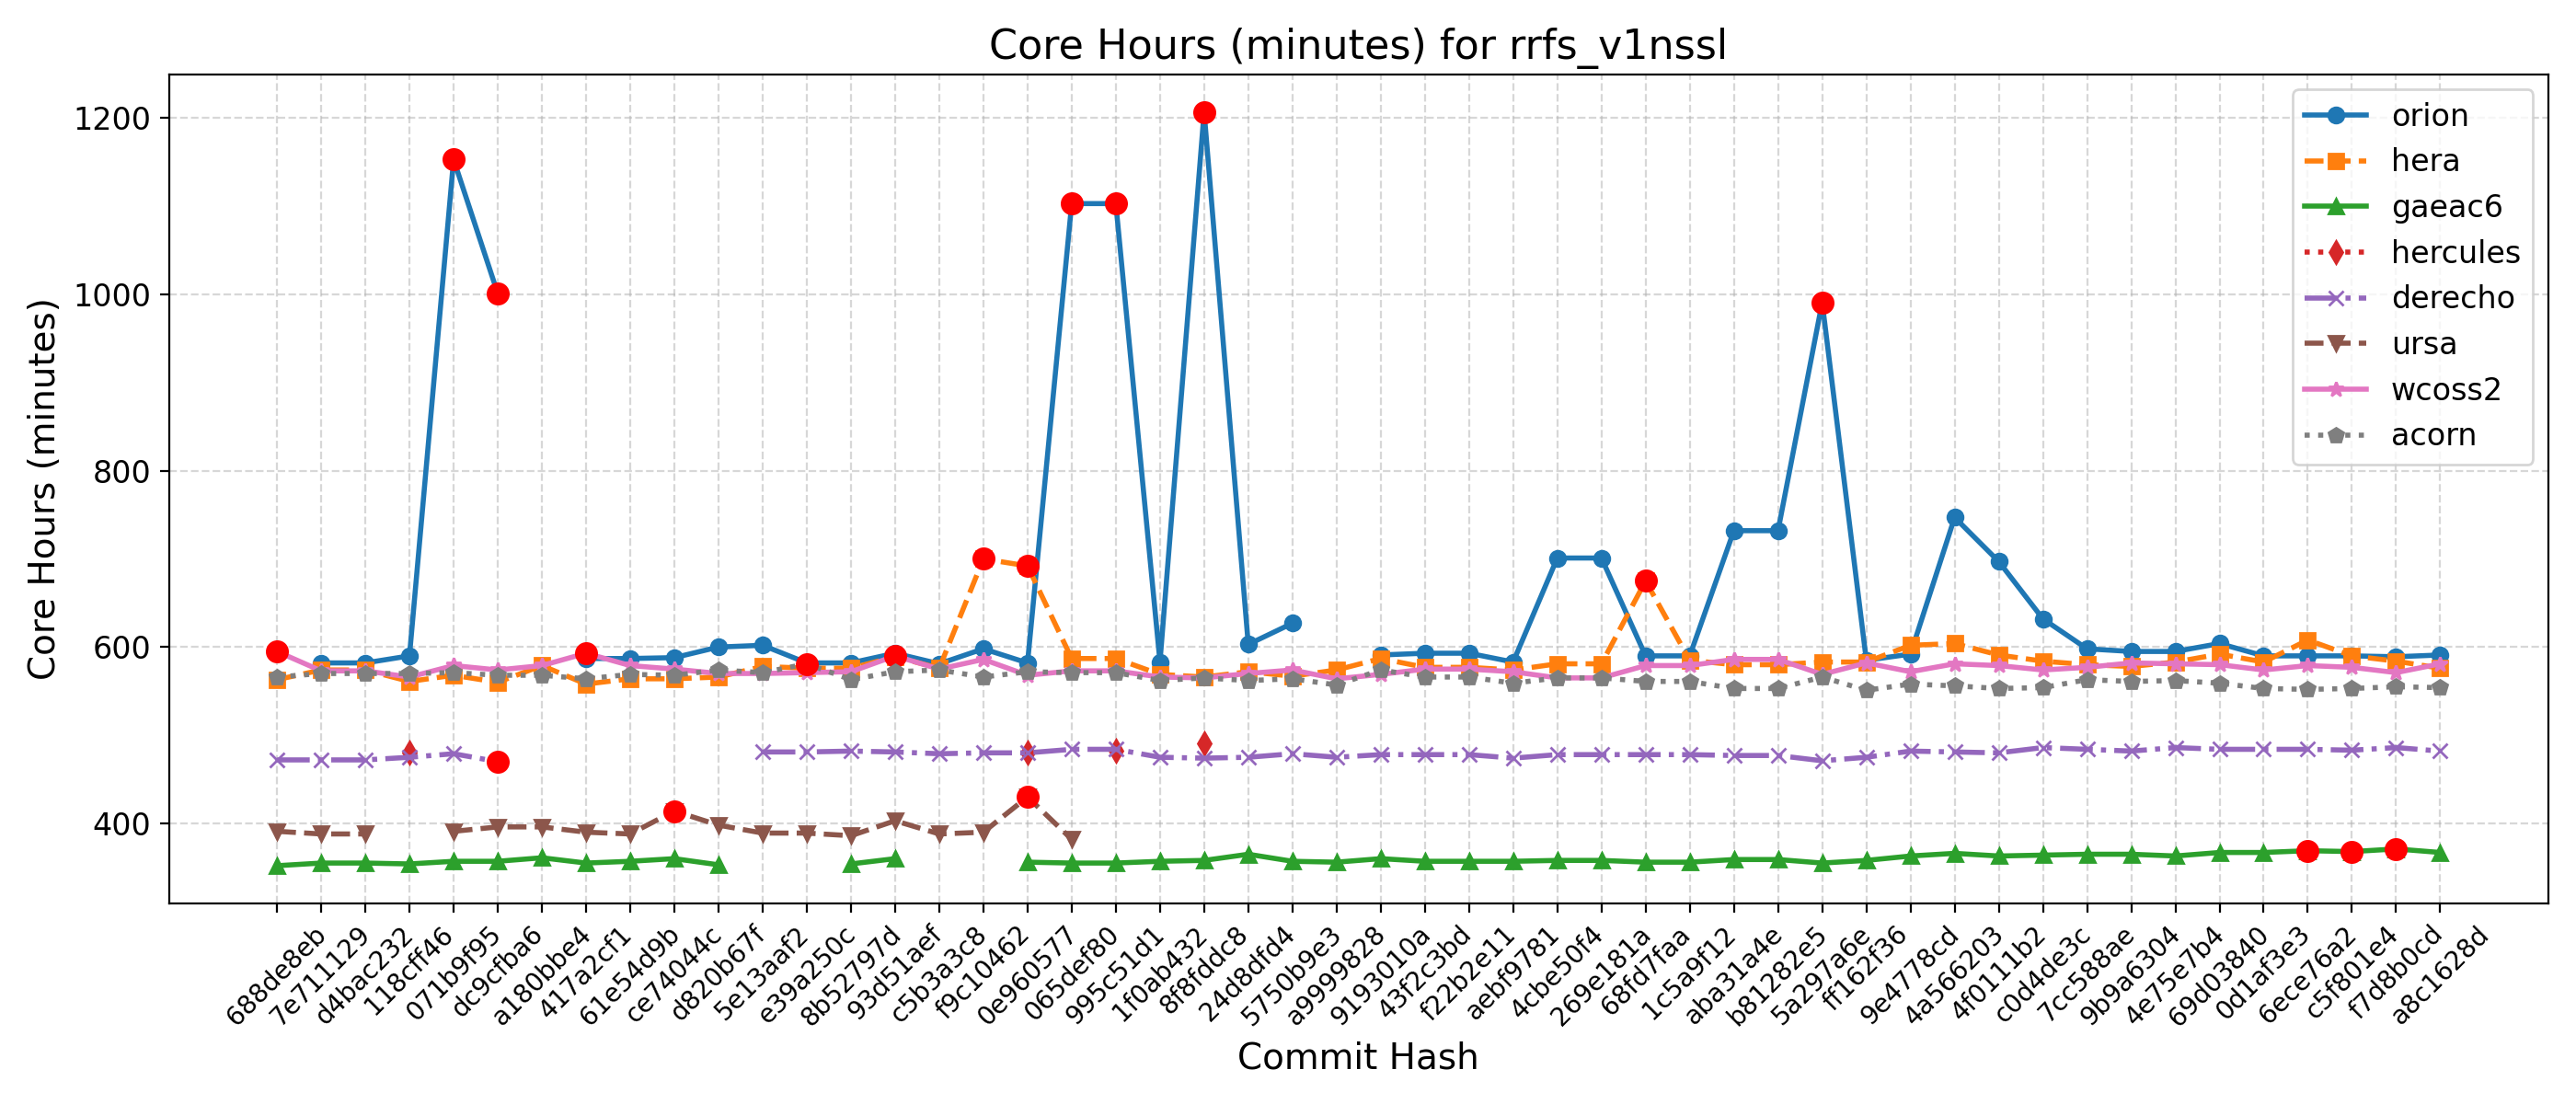 Core Hours (minutes) for rrfs_v1nssl
Core Hours (minutes)
1200
1000
800
600
400
orion
hera
gaeac6
hercules
derecho
ursa
wcoss2
acorn
688de8eb
7e711129
d4bac232
118cff46
071b9f95
dc9cfba6
a180bbe4
417a2cf1
61e54d9b
ce74044c
d820b67f
5e13aaf2
e39a250c
8b52797d
93d51aef
c5b3a3c8
f9c10462
0e960577
065def80
995c51d1
1f0ab432
8f8fddc8
24d8dfd4
5750b9e3
a9999828
9193010a
43f2c3bd
f22b2e11
aebf9781
4cbe50f4
269e181a
68fd7faa
1c5a9f12
aba31a4e
b81282e5
5a297a6e
ff162f36
9e4778cd
4a566203
4f0111b2
c0d4de3c
7cc588ae
9b9a6304
4e75e7b4
69d03840
0d1af3e3
6ece76a2
c5f801e4
f7d8b0cd
a8c1628d
Commit Hash